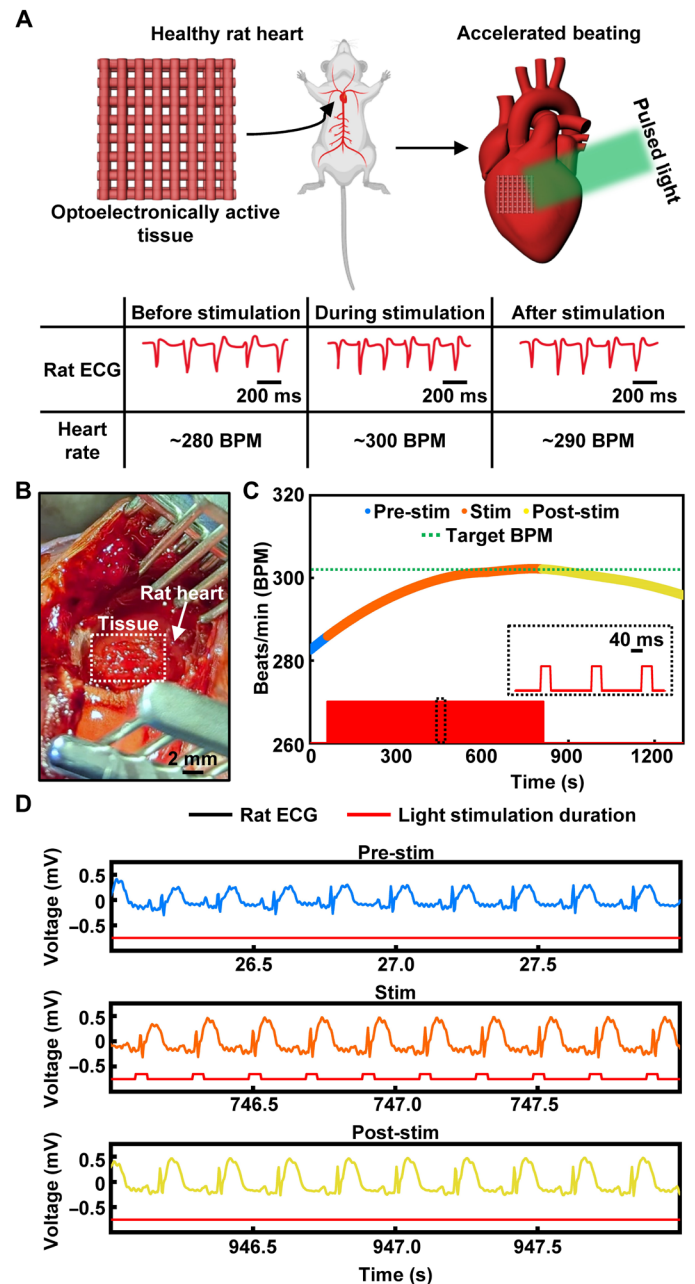 A
Healthy rat heart
Accelerated beating
Pulsed light
Optoelectronically active
tissue
Before stimulation
During stimulation
After stimulation
Rat ECG
200 ms
200 ms
200 ms
Heart
rate
~280 BPM
~300 BPM
~290 BPM
B
Rat heart
Tissue
2 mm
C
Beats/min (BPM)
320
300
280
260
Pre-stim
Stim
Post-stim
Target BPM
40 ms
0
300
600
900
1200
Time (s)
D
Rat ECG
Light stimulation duration
Pre-stim
Voltage (mV)
0.5
0
−0.5
26.5
27.0
27.5
Stim
Voltage (mV)
0.5
0
−0.5
746.5
747.0
747.5
Post-stim
Voltage (mV)
0.5
0
−0.5
946.5
947.0
947.5
Time (s)